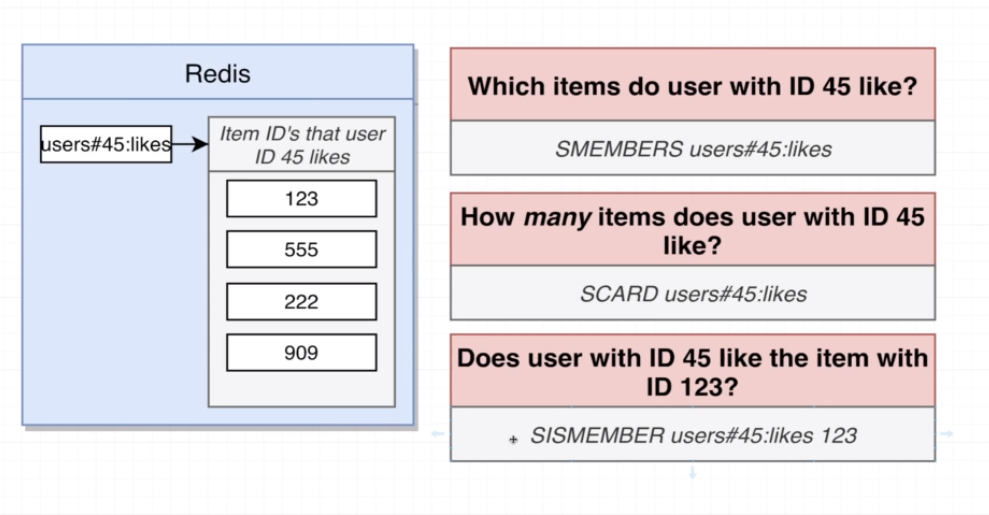 Redis
users#45:likes
Item ID's that user
ID 45 likes
123
555
222
909
Which items do user with ID 45 like?
SMEMBERS users#45:likes
How many items does user with ID 45
like?
SCARD users#45:likes
Does user with ID 45 like the item with
ID 123?
SISMEMBER users#45:likes 123